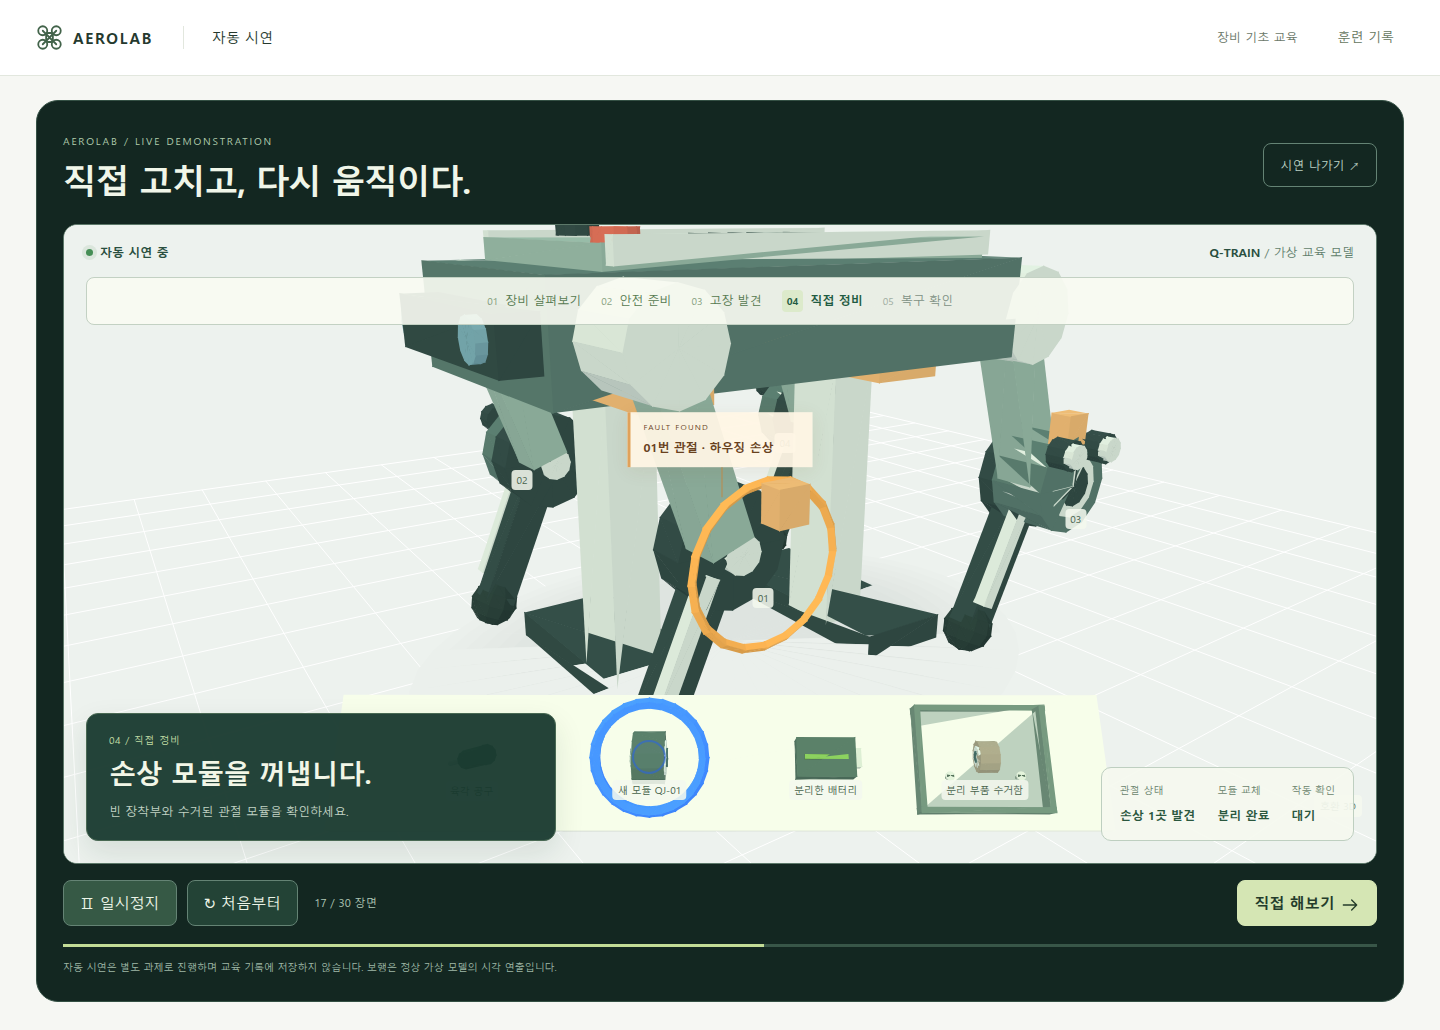 AEROLAB
자동 시연
장비 기초 교육
훈련 기록
AEROLAB / LIVE DEMONSTRATION
직접 고치고, 다시 움직이다.
시연 나가기 ↗
자동 시연 중
Q-TRAIN / 가상 교육 모델
01 장비 살펴보기
02 안전 준비
03 고장 발견
04 직접 정비
05 복구 확인
FAULT FOUND
01번 관절 · 하우징 손상
02
03
01
04 / 직접 정비
손상 모듈을 꺼냅니다.
빈 장착부와 수거된 관절 모듈을 확인하세요.
새 모듈 QJ-01
분리한 배터리
분리 부품 수거함
관절 상태
손상 1곳 발견
모듈 교체
분리 완료
작동 확인
대기
일시정지
↻ 처음부터
17 / 30 장면
직접 해보기 →
자동 시연은 별도 과제로 진행하며 교육 기록에 저장하지 않습니다. 보행은 정상 가상 모델의 시각 연출입니다.